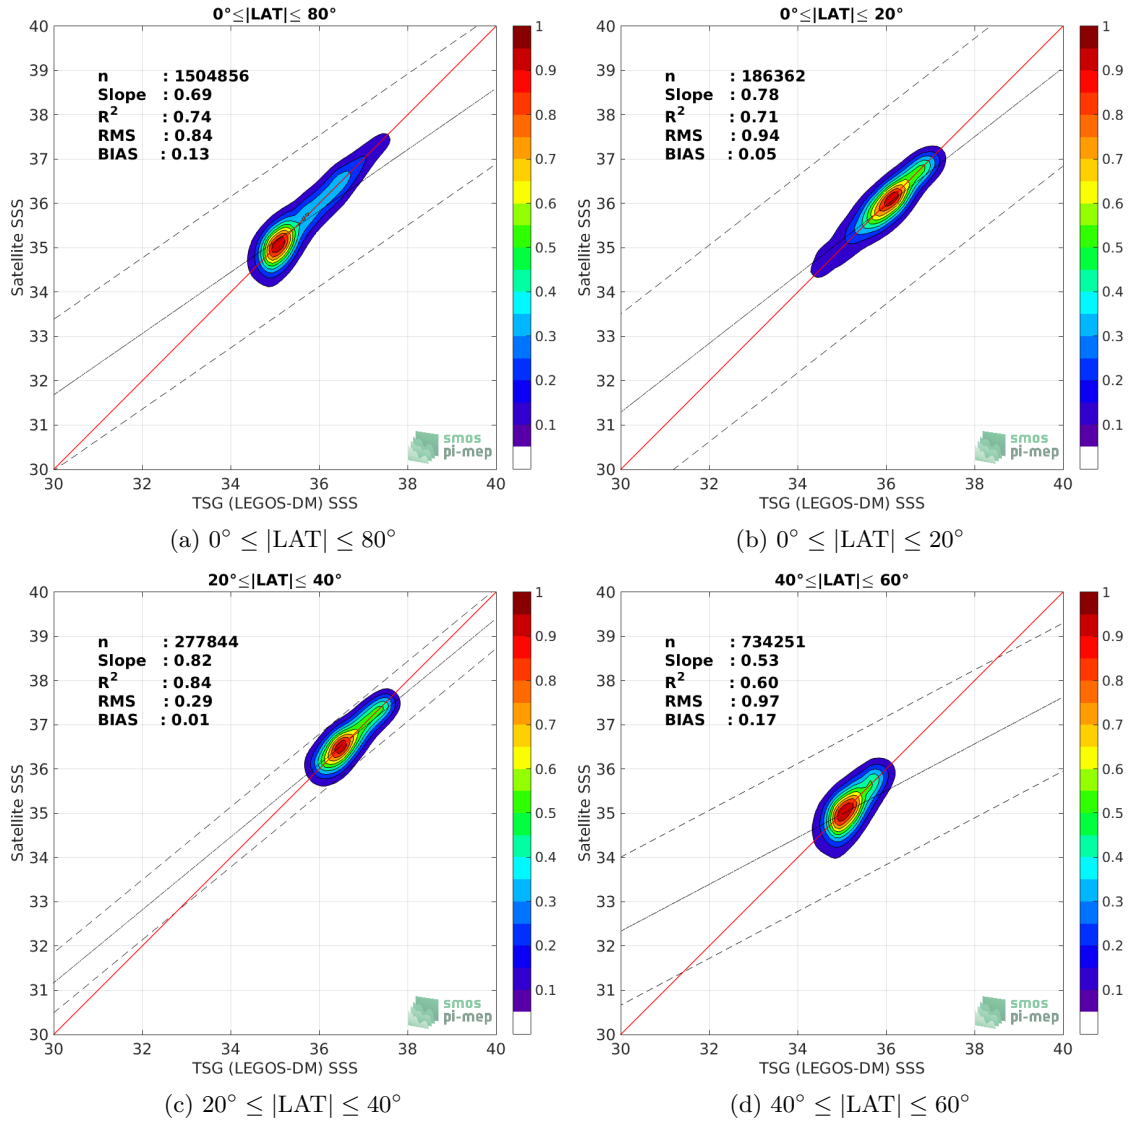 0°≤|LAT|≤ 80°
40
39
38
37
36
35
34
33
32
31
30
Satellite SSS
n : 1504856
Slope : 0.69
R² : 0.74
RMS : 0.84
BIAS : 0.13
smos
pi-mep
30 32 34 36 38 40
TSG (LEGOS-DM) SSS
1
0.9
0.8
0.7
0.6
0.5
0.4
0.3
0.2
0.1
(a) 0° ≤ |LAT| ≤ 80°
0°≤|LAT|≤ 20°
40
39
38
37
36
35
34
33
32
31
30
Satellite SSS
n : 186362
Slope : 0.78
R² : 0.71
RMS : 0.94
BIAS : 0.05
smos
pi-mep
30 32 34 36 38 40
TSG (LEGOS-DM) SSS
1
0.9
0.8
0.7
0.6
0.5
0.4
0.3
0.2
0.1
(b) 0° ≤ |LAT| ≤ 20°
20°≤|LAT|≤ 40°
40
39
38
37
36
35
34
33
32
31
30
Satellite SSS
n : 277844
Slope : 0.82
R² : 0.84
RMS : 0.29
BIAS : 0.01
smos
pi-mep
30 32 34 36 38 40
TSG (LEGOS-DM) SSS
1
0.9
0.8
0.7
0.6
0.5
0.4
0.3
0.2
0.1
(c) 20° ≤ |LAT| ≤ 40°
40°≤|LAT|≤ 60°
40
39
38
37
36
35
34
33
32
31
30
Satellite SSS
n : 734251
Slope : 0.53
R² : 0.60
RMS : 0.97
BIAS : 0.17
smos
pi-mep
30 32 34 36 38 40
TSG (LEGOS-DM) SSS
1
0.9
0.8
0.7
0.6
0.5
0.4
0.3
0.2
0.1
(d) 40° ≤ |LAT| ≤ 60°